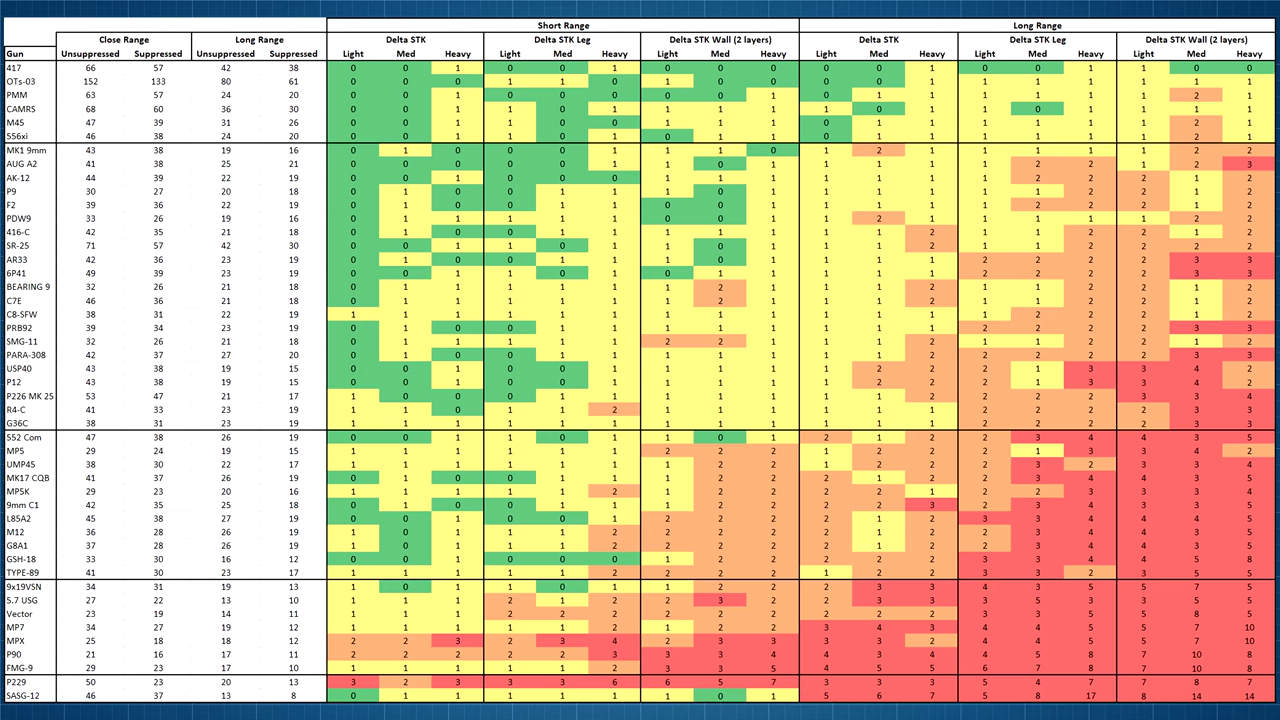 Short Range Long Range
Close Range Long Range Delta STK Delta STK Leg Delta STK Wall (2 layers) Delta STK Delta STK Leg Delta STK Wall (2 layers)
Gun Unsuppressed Suppressed Unsuppressed Suppressed Light Med Heavy Light Med Heavy Light Med Heavy Light Med Heavy Light Med Heavy Light Med Heavy
417 66 57 42 38 0 0 1 0 0 1 1 0 0 0 0 1 0 0 1 1 0 0
OTs-03 152 133 80 61 0 0 0 1 1 0 1 0 0 0 0 1 1 1 1 1 1 1
PMM 63 57 24 20 0 0 1 0 0 0 0 0 1 0 1 1 1 1 1 1 2 1
CAMRS 68 60 36 30 0 0 1 1 0 1 1 1 1 1 0 1 1 0 1 1 1 1
M45 47 39 31 26 0 0 0 1 0 0 1 1 1 0 1 1 1 1 1 1 2 1
556xi 46 38 24 20 0 0 1 1 0 1 0 1 1 0 1 1 1 1 1 1 2 1
MK1 9mm 43 38 19 16 0 1 0 0 0 1 1 1 0 1 2 1 1 1 1 1 2 2
AUG A2 41 38 25 21 0 0 1 0 0 1 1 0 1 1 1 1 1 2 2 1 2 3
AK-12 44 39 22 19 0 0 1 0 0 0 1 1 1 1 1 1 1 2 2 2 1 2
P9 30 27 20 18 0 1 0 0 1 1 1 0 1 1 1 1 1 1 2 2 1 2
F2 39 36 22 19 0 1 0 0 0 1 0 0 1 1 1 1 1 2 2 2 1 2
PDW9 33 26 19 16 0 1 1 1 1 1 0 0 1 1 2 1 1 1 1 1 2 2
416-C 42 35 21 18 0 1 0 0 1 1 1 1 1 1 1 2 1 1 2 2 1 2
SR-25 71 57 42 30 0 0 1 1 0 1 1 0 1 1 1 2 1 1 2 2 2 2
AR33 42 36 23 19 0 1 0 0 1 1 1 0 1 1 1 1 2 2 2 2 3 3
6P41 49 39 23 19 0 0 1 1 0 1 0 1 1 1 1 1 2 2 2 2 3 3
BEARING 9 32 26 21 18 0 1 1 1 1 1 1 2 1 1 1 2 1 1 2 2 1 2
C7E 46 36 21 18 0 1 1 1 1 1 1 2 1 1 1 2 1 1 2 2 1 2
C8-SFW 38 31 22 19 1 1 1 1 1 1 1 1 1 1 1 1 1 2 2 2 1 2
PRB92 39 34 23 19 0 1 0 0 1 1 1 1 1 1 1 1 2 2 2 2 3 3
SMG-11 32 26 21 18 0 1 1 1 1 1 2 2 1 1 1 2 1 1 2 2 1 2
PARA-308 42 37 27 20 0 1 0 0 1 1 1 1 1 1 1 2 2 2 2 2 3 3
USP40 43 38 19 15 0 0 1 0 0 1 1 1 1 1 2 2 2 1 3 3 4 2
P12 43 38 19 15 0 0 1 0 0 1 1 1 1 1 2 2 2 1 3 3 4 2
P226 MK 25 53 47 21 17 1 0 0 0 1 1 1 1 1 1 1 2 2 2 2 3 3 4
R4-C 41 33 23 19 1 1 0 1 1 2 1 1 1 1 1 1 2 2 2 2 3 3
G36C 38 31 23 19 1 1 1 1 1 1 1 1 1 1 1 1 2 2 2 2 3 3
552 Com 47 38 26 19 0 0 1 1 0 1 1 0 1 2 1 2 2 3 4 4 3 5
MP5 29 24 19 15 1 1 1 1 1 1 2 2 2 1 2 2 2 1 3 3 4 2
UMP45 38 30 22 17 1 1 1 1 1 1 1 2 2 1 2 2 2 3 2 3 3 4
MK17 CQB 41 37 26 19 0 1 0 0 1 1 1 2 2 2 2 2 2 3 4 4 3 5
MP5K 29 23 20 16 1 1 1 1 1 2 1 2 2 2 2 1 2 2 3 3 3 4
9mm C1 42 35 25 18 0 1 0 0 1 1 1 2 2 2 2 3 2 3 3 4 3 5
L85A2 45 38 27 19 0 0 1 0 0 1 2 2 2 2 1 2 3 3 4 4 4 5
M12 36 28 26 19 1 0 1 1 1 2 2 2 2 2 1 2 2 3 4 4 3 5
G8A1 37 28 26 19 1 0 1 1 1 2 2 2 2 2 1 2 2 3 4 4 3 5
GSH-18 33 30 16 12 0 0 1 0 0 0 1 2 2 2 2 2 3 3 4 4 5 8
TYPE-89 41 30 23 17 1 1 1 1 1 2 2 2 2 1 2 2 3 3 2 3 5 5
9x19VSN 34 31 19 13 1 0 1 1 0 1 1 2 2 2 3 3 4 3 5 5 7 5
5.7 USG 27 22 13 10 1 1 1 2 1 2 2 3 2 2 3 3 3 4 5 3 5 5
Vector 23 19 14 11 1 1 1 2 2 2 2 2 2 2 2 2 3 3 5 5 8 5
MP7 34 27 19 12 1 1 1 1 1 2 2 2 2 3 4 3 4 4 5 5 7 10
MPX 25 18 18 12 2 2 3 2 3 4 2 3 3 3 3 2 4 4 5 5 7 10
P90 21 16 17 11 2 2 2 2 2 3 3 3 5 3 3 4 4 5 8 7 10 8
FMG-9 29 23 17 10 1 1 1 1 1 2 3 3 4 4 5 5 6 7 8 7 10 8
P229 50 23 20 13 3 2 3 3 3 6 6 5 7 3 3 3 5 4 7 7 8 7
SASG-12 46 37 13 8 0 1 1 1 1 1 1 0 1 5 6 7 5 8 17 8 14 14